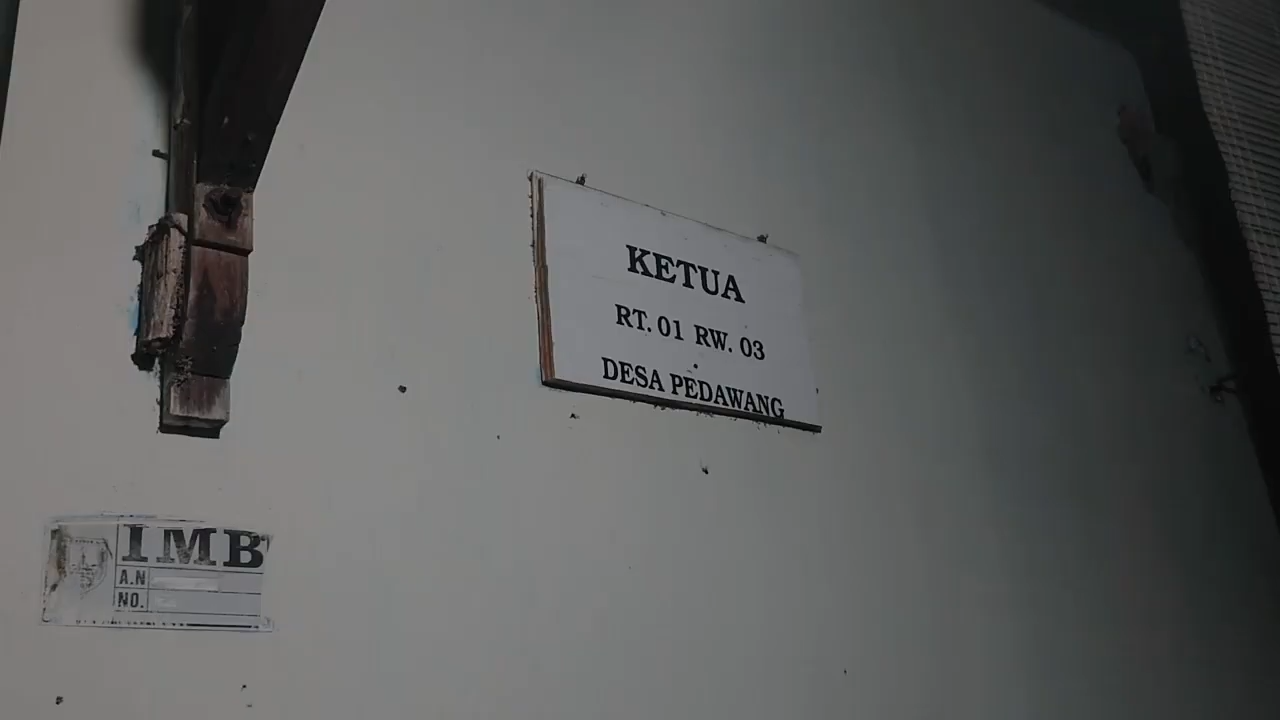 KETUA
RT. 01 RW. 03
DESA PEDAWANG
IMB
A.N
NO.